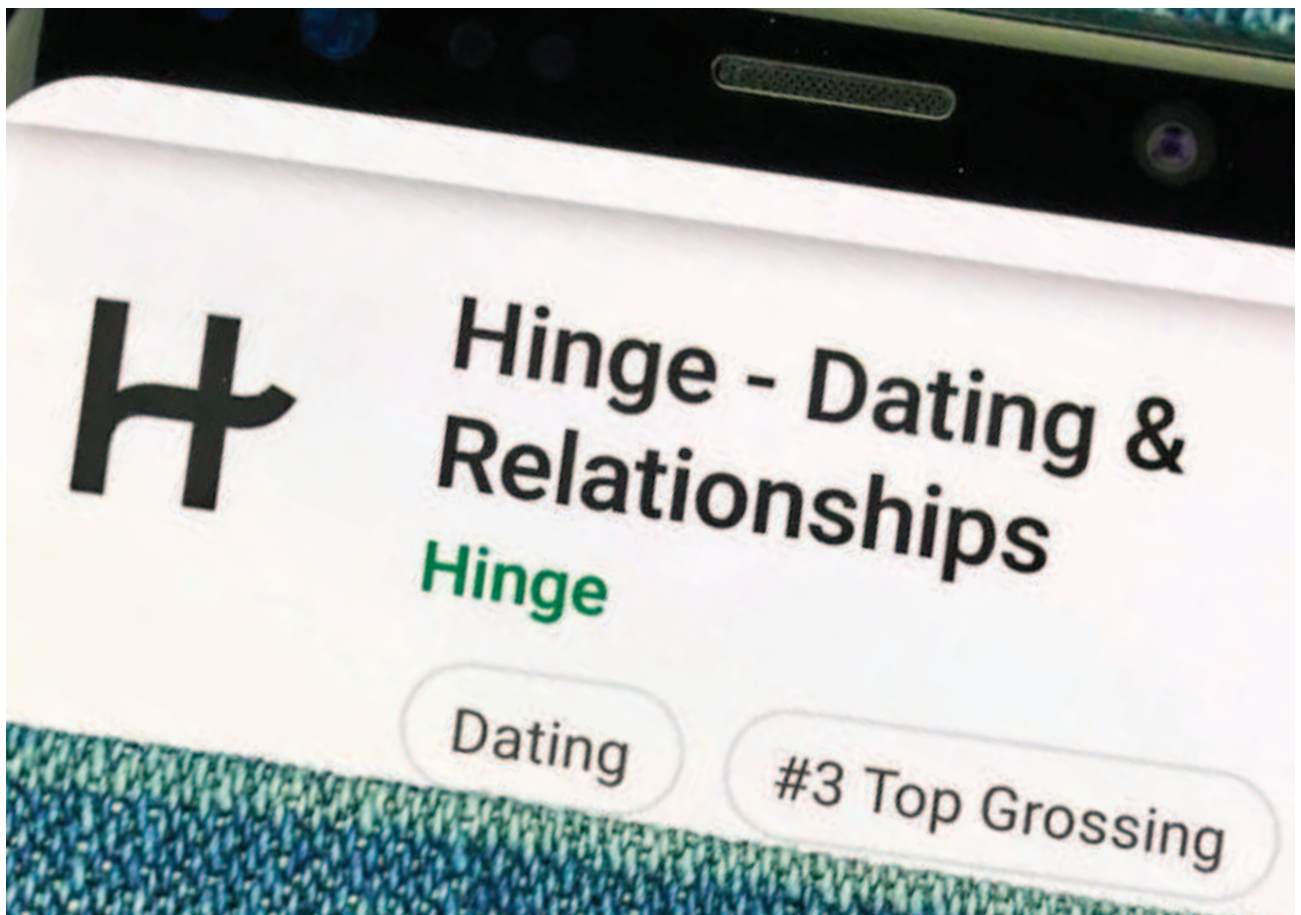 H
Hinge - Dating &
Relationships
Hinge
Dating
#3 Top Grossing